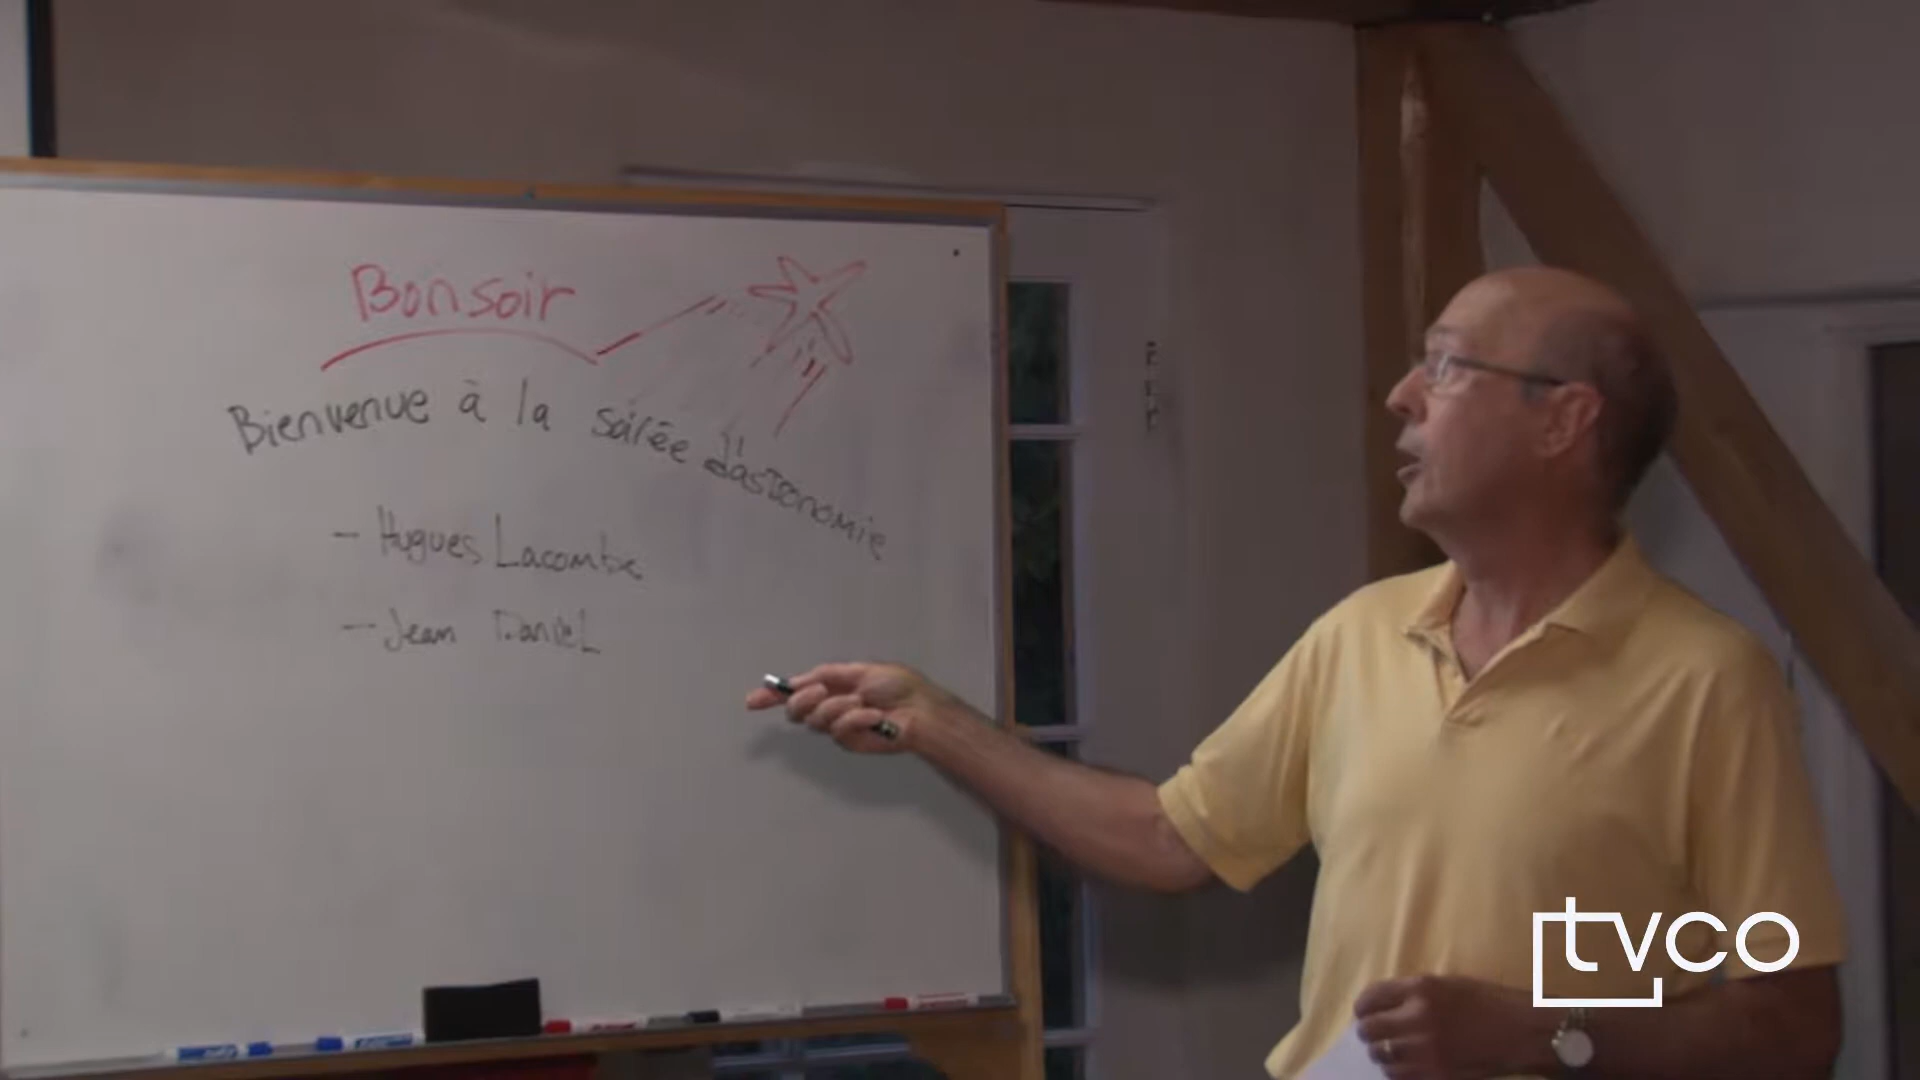 Bonsoir
Bienvenue à la soirée d'astronomie
- Hugues Lacombe
- Jean Daniel
tvco